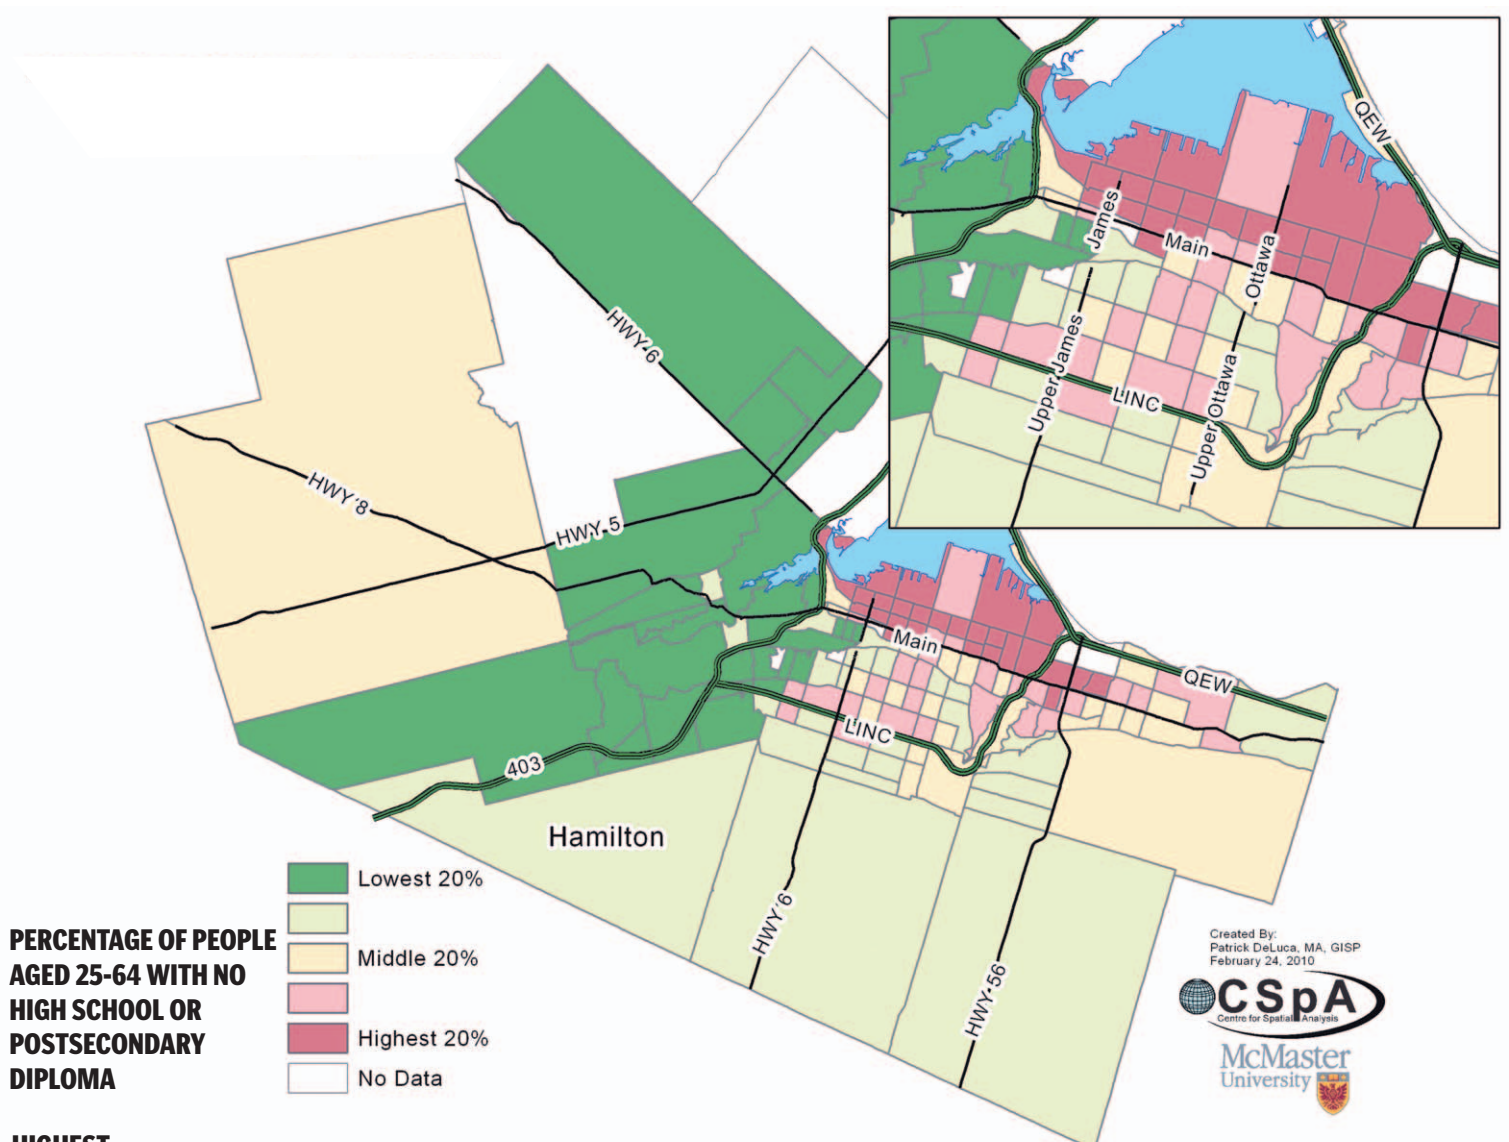 QEW
James
Main
Ottawa
Upper James
LINC
Upper Ottawa
HWY 6
HWY 8
HWY 5
Main
QEW
LINC
403
Hamilton
HWY 6
HWY 56
Lowest 20%
Middle 20%
Highest 20%
No Data
PERCENTAGE OF PEOPLE
AGED 25-64 WITH NO
HIGH SCHOOL OR
POSTSECONDARY
DIPLOMA
HIGHEST
Created By:
Patrick DeLuca, MA, GISP
February 24, 2010
CSpA
Centre for Spatial Analysis
McMaster
University